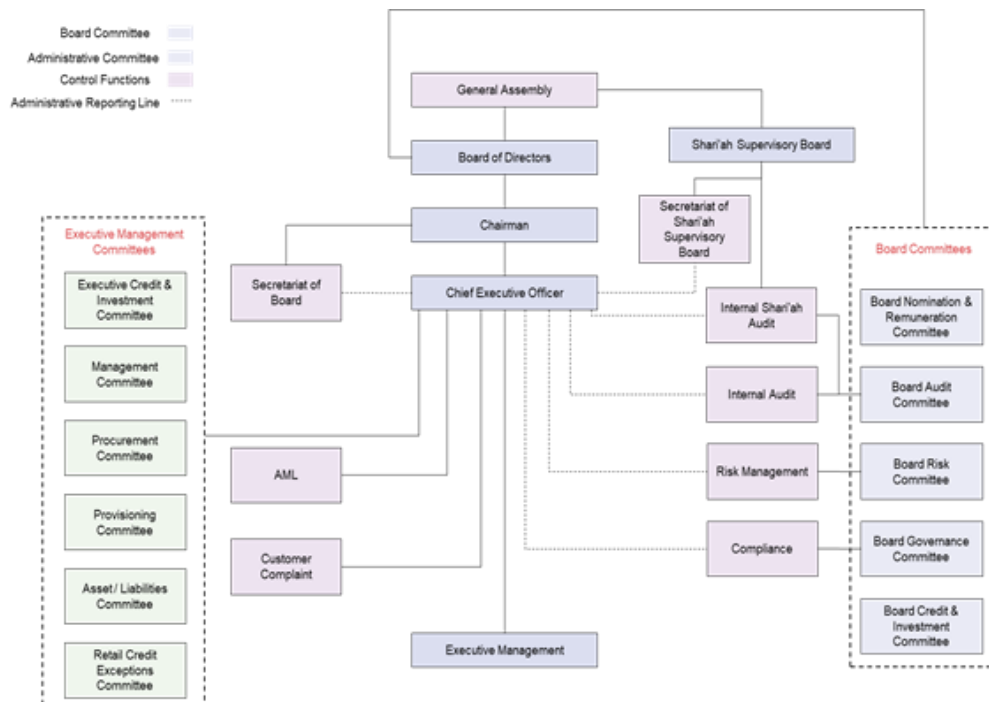 Board Committee
Administrative Committee
Control Functions
Administrative Reporting Line
General Assembly
Board of Directors
Shari'ah Supervisory Board
Chairman
Secretariat of
Shari'ah
Supervisory
Board
Secretariat of
Board
Chief Executive Officer
Internal Shari'ah
Audit
Internal Audit
Risk Management
Compliance
AML
Customer
Complaint
Executive Management
Executive Management
Committees
Executive Credit &
Investment
Committee
Management
Committee
Procurement
Committee
Provisioning
Committee
Asset / Liabilities
Committee
Retail Credit
Exceptions
Committee
Board Committees
Board Nomination &
Remuneration
Committee
Board Audit
Committee
Board Risk
Committee
Board Governance
Committee
Board Credit &
Investment
Committee